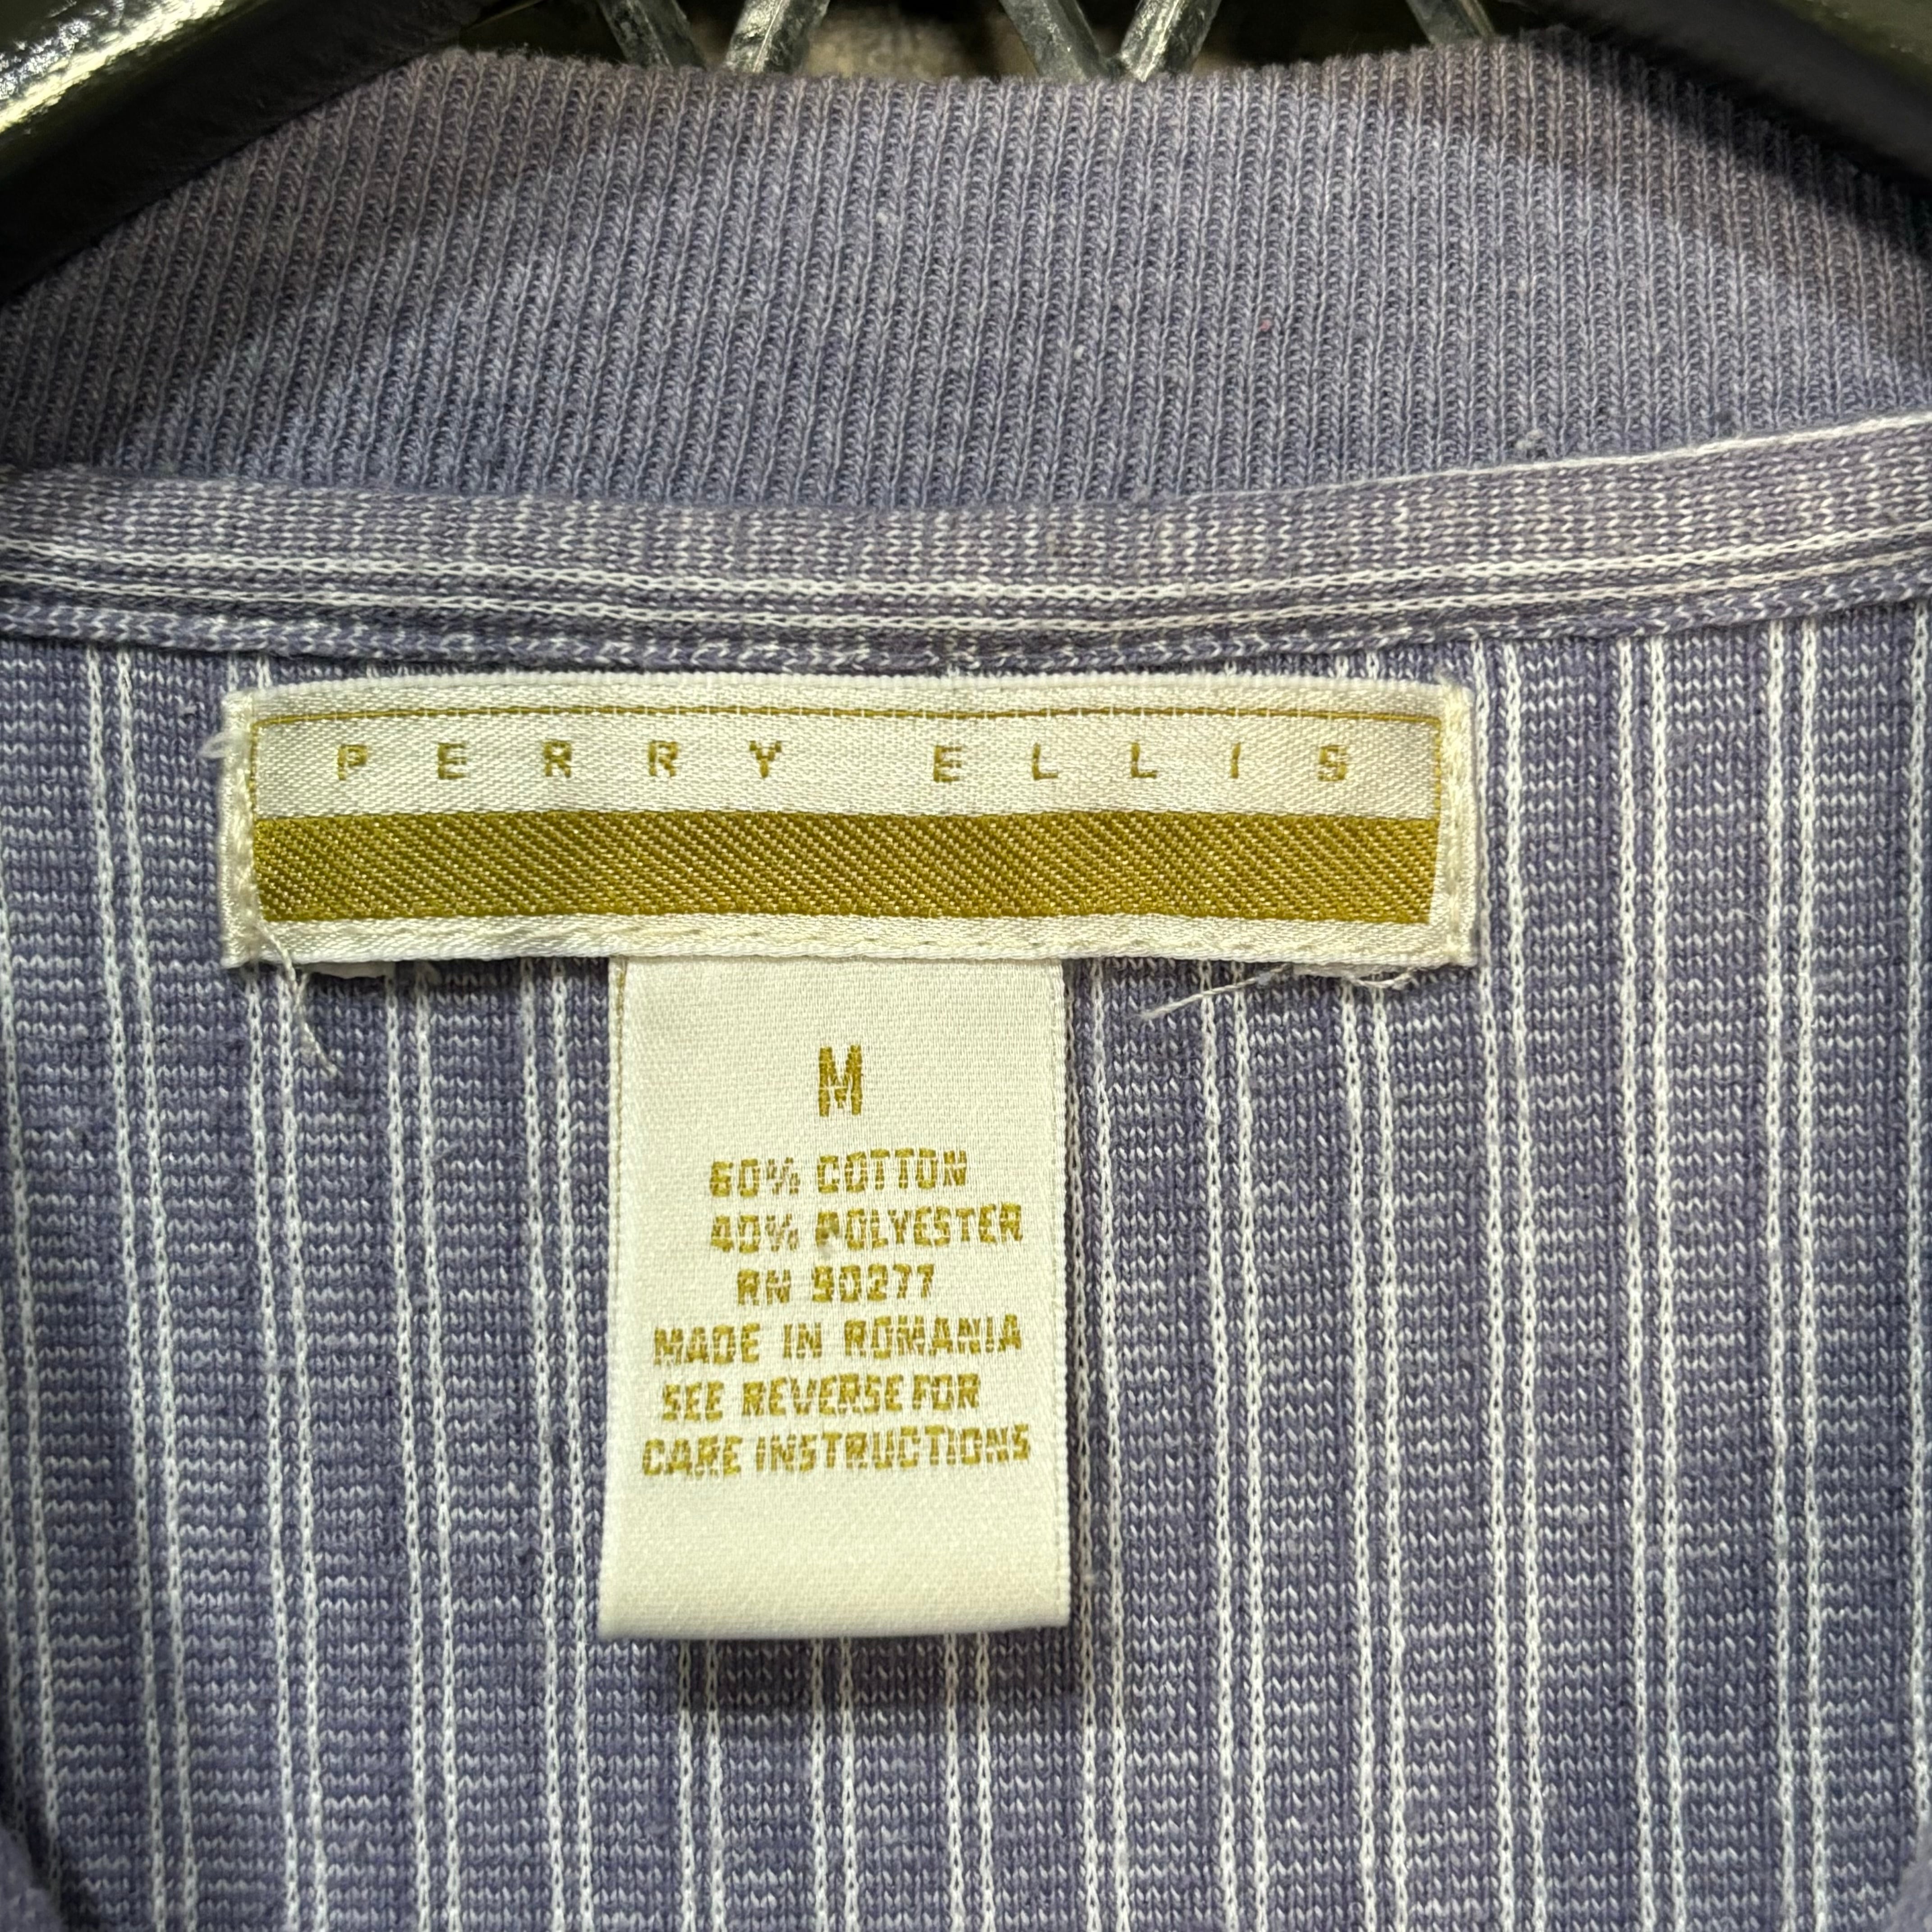 PERRY ELLIS
M
60% COTTON
40% POLYESTER
RN 90277
MADE IN ROMANIA
SEE REVERSE FOR
CARE INSTRUCTIONS